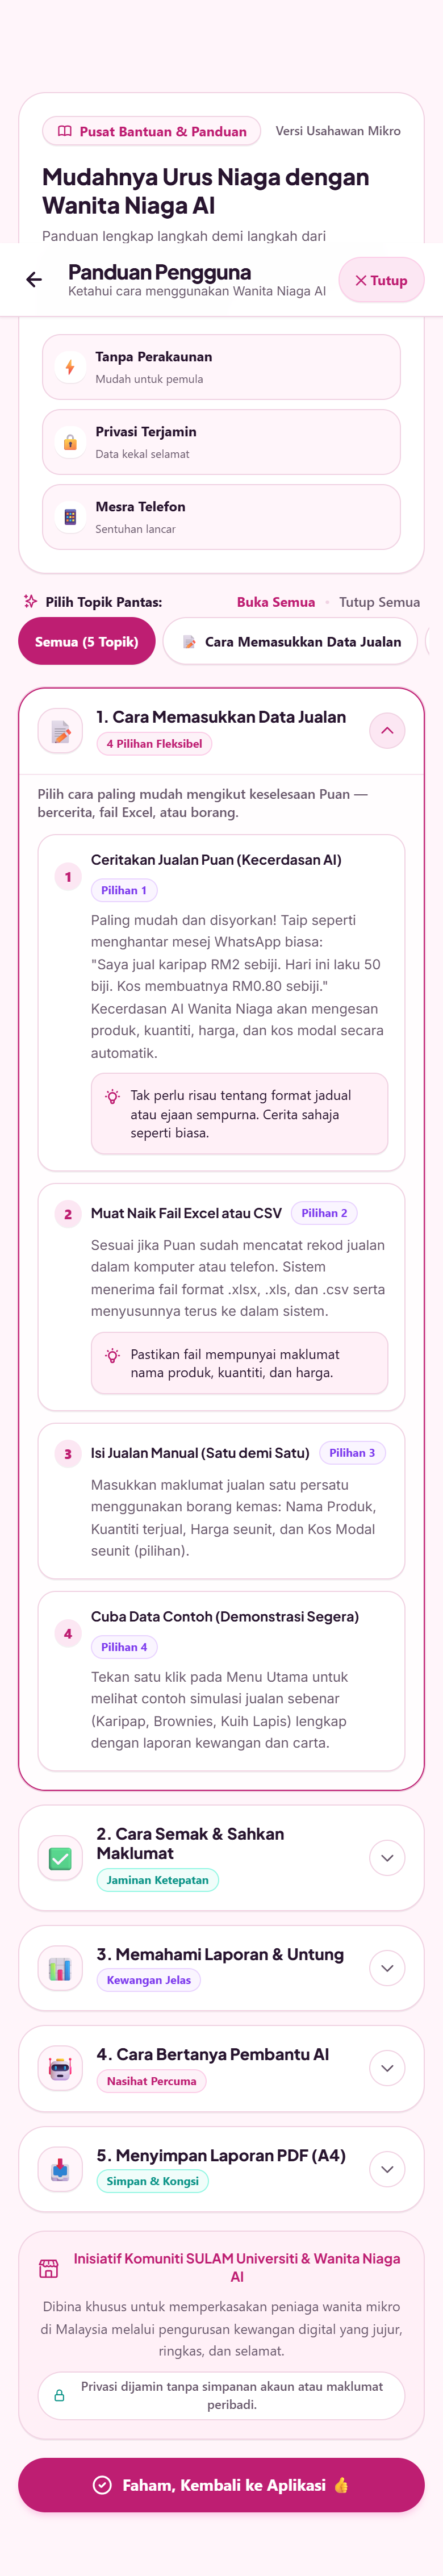 Pusat Bantuan & Panduan
Versi Usahawan Mikro
Mudahnya Urus Niaga dengan
Wanita Niaga AI
Panduan lengkap langkah demi langkah dari
Panduan Pengguna
Ketahui cara menggunakan Wanita Niaga AI
Tutup
Tanpa Perakaunan
Mudah untuk pemula
Privasi Terjamin
Data kekal selamat
Mesra Telefon
Sentuhan lancar
Pilih Topik Pantas:
Buka Semua • Tutup Semua
Semua (5 Topik)
Cara Memasukkan Data Jualan
1. Cara Memasukkan Data Jualan
4 Pilihan Fleksibel
Pilih cara paling mudah mengikut keselesaan Puan —
bercerita, fail Excel, atau borang.
1
Ceritakan Jualan Puan (Kecerdasan AI)
Pilihan 1
Paling mudah dan disyorkan! Taip seperti
menghantar mesej WhatsApp biasa:
"Saya jual karipap RM2 sebiji. Hari ini laku 50
biji. Kos membuatnya RM0.80 sebiji."
Kecerdasan AI Wanita Niaga akan mengesan
produk, kuantiti, harga, dan kos modal secara
automatik.
Tak perlu risau tentang format jadual
atau ejaan sempurna. Cerita sahaja
seperti biasa.
2
Muat Naik Fail Excel atau CSV
Pilihan 2
Sesuai jika Puan sudah mencatat rekod jualan
dalam komputer atau telefon. Sistem
menerima fail format .xlsx, .xls, dan .csv serta
menyusunnya terus ke dalam sistem.
Pastikan fail mempunyai maklumat
nama produk, kuantiti, dan harga.
3
Isi Jualan Manual (Satu demi Satu)
Pilihan 3
Masukkan maklumat jualan satu persatu
menggunakan borang kemas: Nama Produk,
Kuantiti terjual, Harga seunit, dan Kos Modal
seunit (pilihan).
4
Cuba Data Contoh (Demonstrasi Segera)
Pilihan 4
Tekan satu klik pada Menu Utama untuk
melihat contoh simulasi jualan sebenar
(Karipap, Brownies, Kuih Lapis) lengkap
dengan laporan kewangan dan carta.
2. Cara Semak & Sahkan
Maklumat
Jaminan Ketepatan
3. Memahami Laporan & Untung
Kewangan Jelas
4. Cara Bertanya Pembantu AI
Nasihat Percuma
5. Menyimpan Laporan PDF (A4)
Simpan & Kongsi
Inisiatif Komuniti SULAM Universiti & Wanita Niaga
AI
Dibina khusus untuk memperkasakan peniaga wanita mikro
di Malaysia melalui pengurusan kewangan digital yang jujur,
ringkas, dan selamat.
Privasi dijamin tanpa simpanan akaun atau maklumat
peribadi.
Faham, Kembali ke Aplikasi 👍